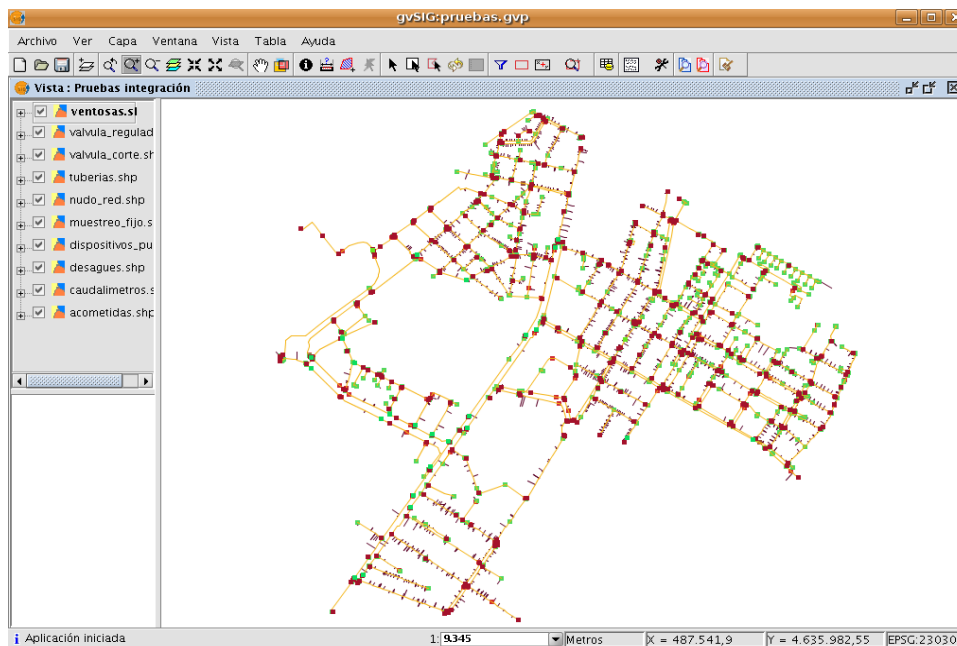 gvSIG:pruebas.gvp
Archivo Ver Capa Ventana Vista Tabla Ayuda
Vista : Pruebas integración
ventosas.sl
valvula_regulad
valvula_corte.sh
tuberias.shp
nudo_red.shp
muestreo_fijo.s
dispositivos_pu
desagues.shp
caudalimetros.s
acometidas.shp
Aplicación iniciada 1: 9.345 Metros X = 487.541,9 Y = 4.635.982,55 EPSG:23030